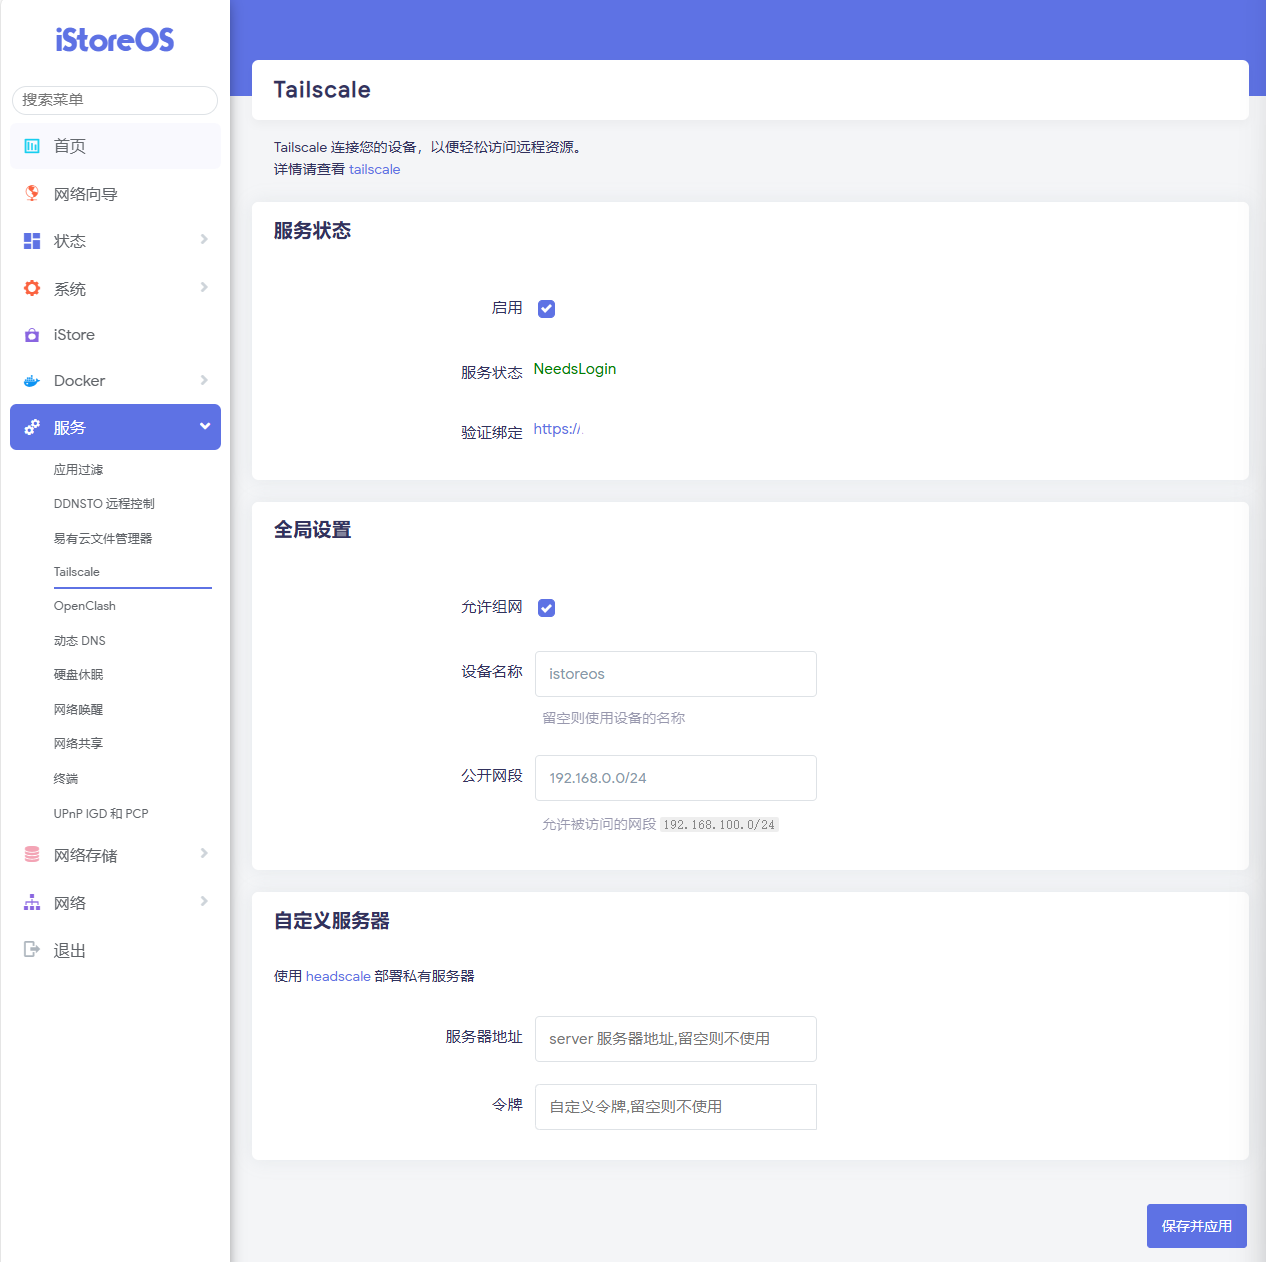 iStoreOS
搜索菜单
首页
网络向导
状态
系统
iStore
Docker
服务
应用过滤
DDNSTO 远程控制
易有云文件管理器
Tailscale
OpenClash
动态 DNS
硬盘休眠
网络唤醒
网络共享
终端
UPnP IGD 和 PCP
网络存储
网络
退出
Tailscale
Tailscale 连接您的设备，以便轻松访问远程资源。
详情请查看 tailscale
服务状态
启用
服务状态 NeedsLogin
验证绑定 https://
全局设置
允许组网
设备名称 istoreos
留空则使用设备的名称
公开网段 192.168.0.0/24
允许被访问的网段 192.168.100.0/24
自定义服务器
使用 headscale 部署私有服务器
服务器地址 server 服务器地址,留空则不使用
令牌 自定义令牌,留空则不使用
保存并应用